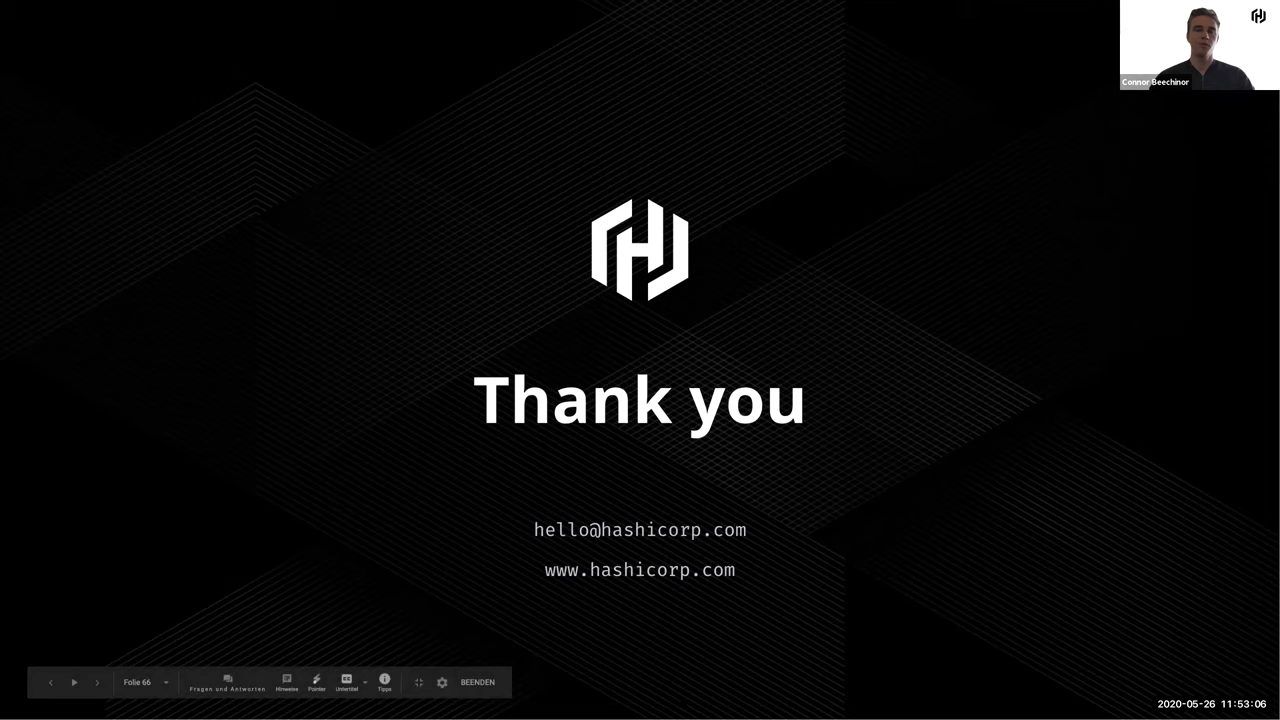 Connor Beechinor
Thank you
hello@hashicorp.com
www.hashicorp.com
Folie 66
Fragen und Antworten
Hinweise
Pointer
Untertitel
Tipps
BEENDEN
2020-05-26 11:53:06